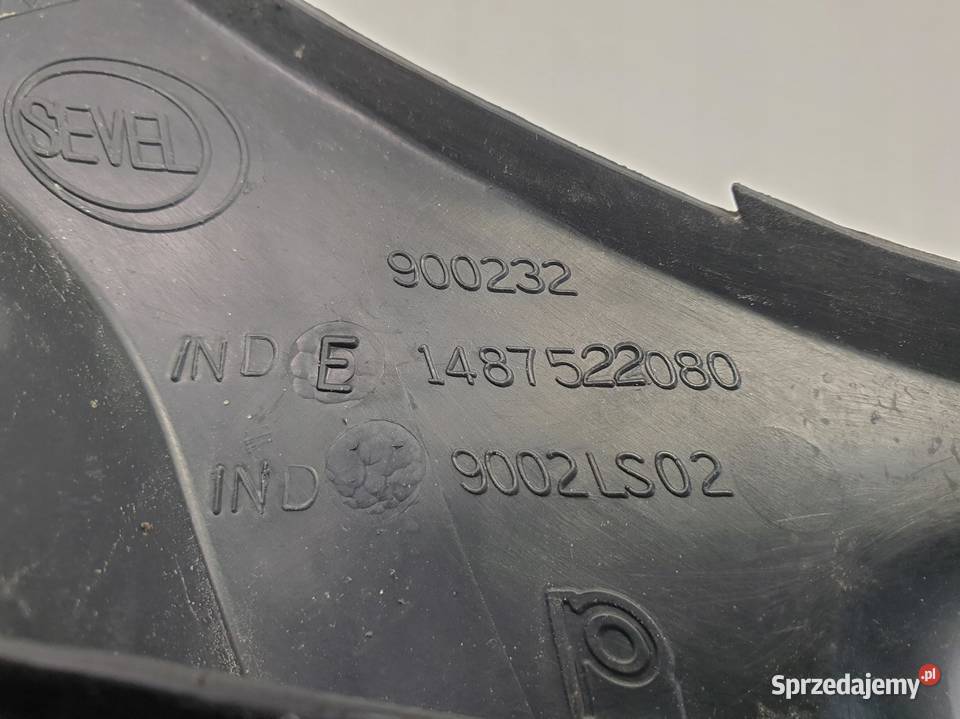 SEVEL
900232
IND E 1487522080
IND 9002LS02
Sprzedajemy.pl